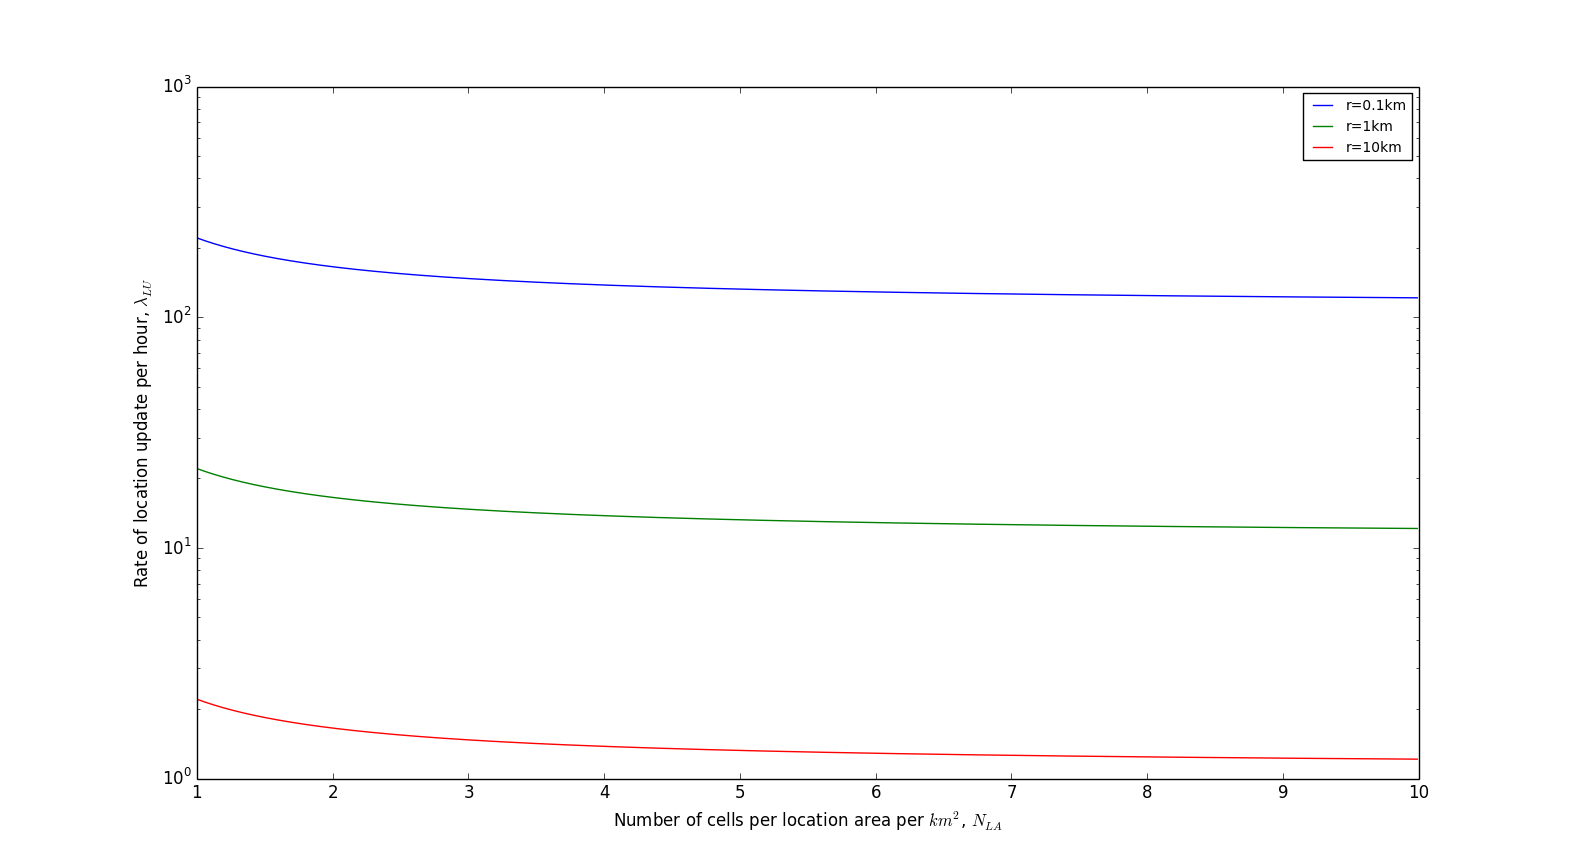 10³
r=0.1km
r=1km
r=10km
10²
10¹
10⁰
Rate of location update per hour, λ_LU
1 2 3 4 5 6 7 8 9 10
Number of cells per location area per km², N_LA